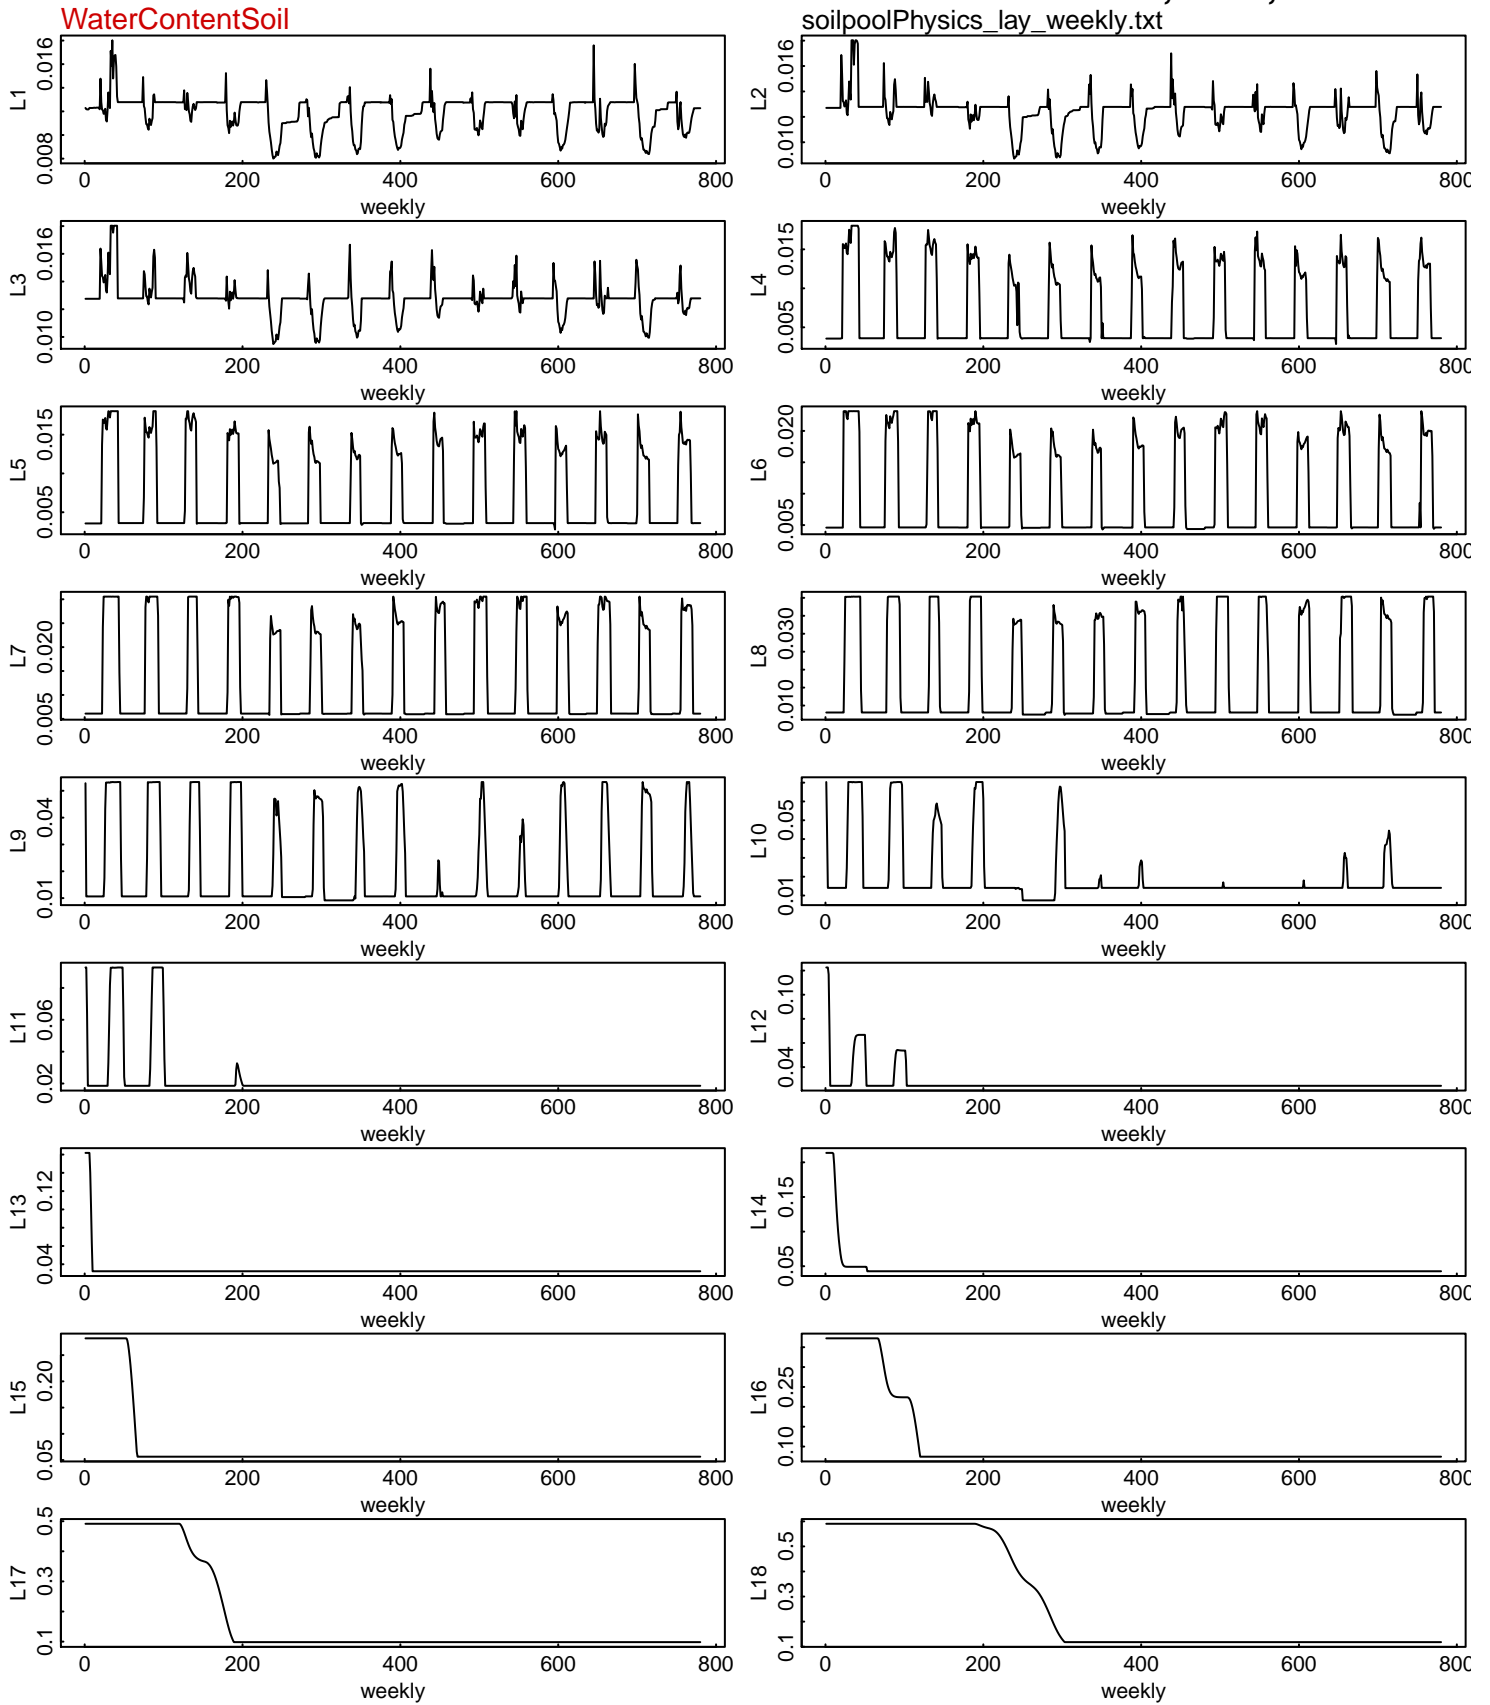 WaterContentSoil
soilpoolPhysics_lay_weekly.txt
L1
0.008 0.016
0 200 400 600 800
weekly
L2
0.010 0.016
0 200 400 600 800
weekly
L3
0.010 0.016
0 200 400 600 800
weekly
L4
0.005 0.015
0 200 400 600 800
weekly
L5
0.005 0.015
0 200 400 600 800
weekly
L6
0.005 0.020
0 200 400 600 800
weekly
L7
0.005 0.020
0 200 400 600 800
weekly
L8
0.010 0.030
0 200 400 600 800
weekly
L9
0.01 0.04
0 200 400 600 800
weekly
L10
0.01 0.05
0 200 400 600 800
weekly
L11
0.02 0.06
0 200 400 600 800
weekly
L12
0.04 0.10
0 200 400 600 800
weekly
L13
0.04 0.12
0 200 400 600 800
weekly
L14
0.05 0.15
0 200 400 600 800
weekly
L15
0.05 0.20
0 200 400 600 800
weekly
L16
0.10 0.25
0 200 400 600 800
weekly
L17
0.1 0.3 0.5
0 200 400 600 800
weekly
L18
0.1 0.3 0.5
0 200 400 600 800
weekly